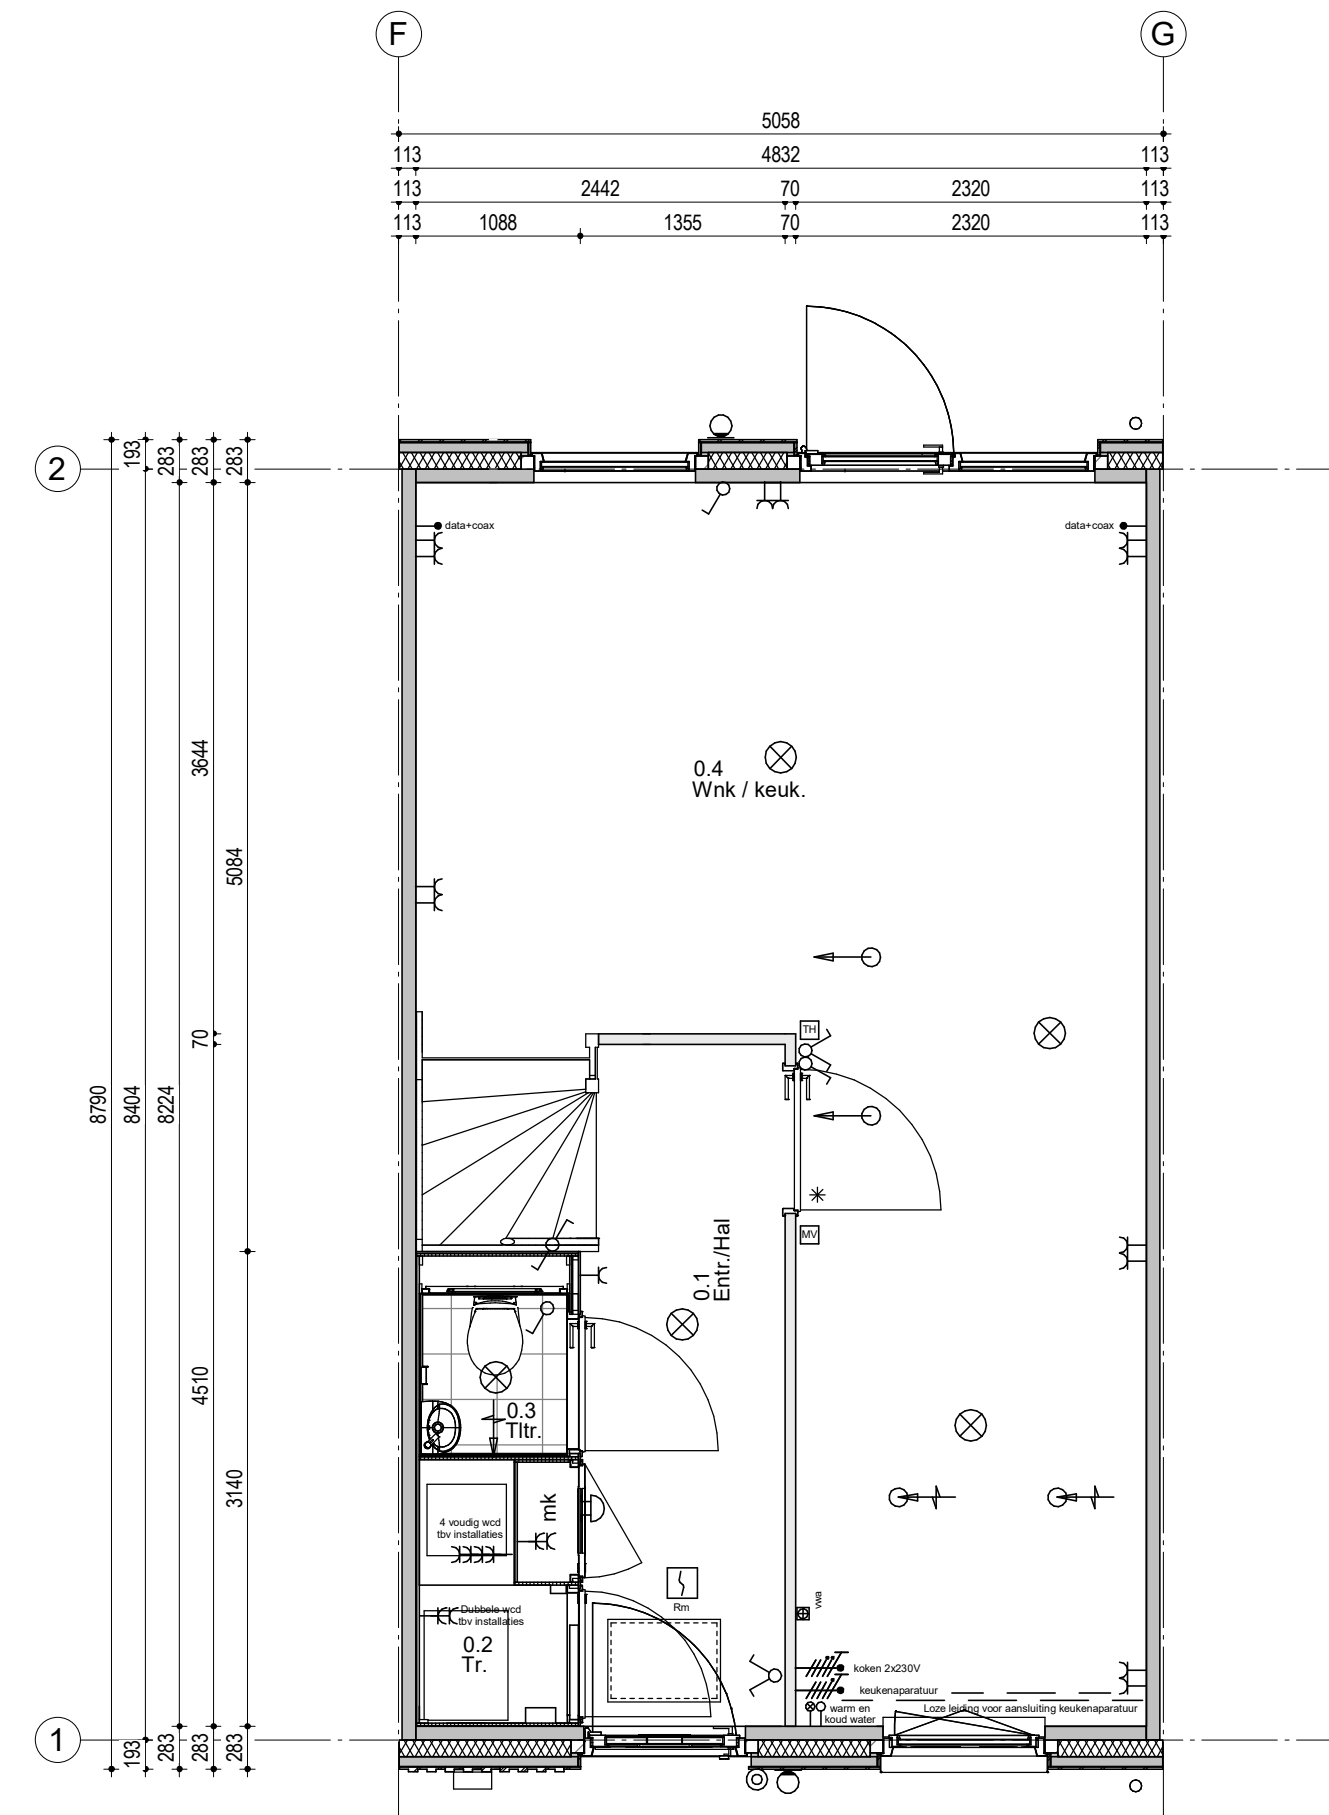 F
G
5058
113
4832
113
113
2442
70
2320
113
113
1088
1355
70
2320
113
2
193
283
283
283
data+coax
data+coax
3644
0.4
Wnk / keuk.
5084
70
TH
8790
8404
8224
MV
0.1
Entr./Hal
4510
0.3
Tltr.
3140
mk
4 voudig wcd
tbv installaties
Rm
vwa
Dubbele wcd
tbv installaties
0.2
Tr.
koken 2x230V
keukenaparatuur
warm en
koud water
Loze leiding voor aansluiting keukenaparatuur
1
193
283
283
283